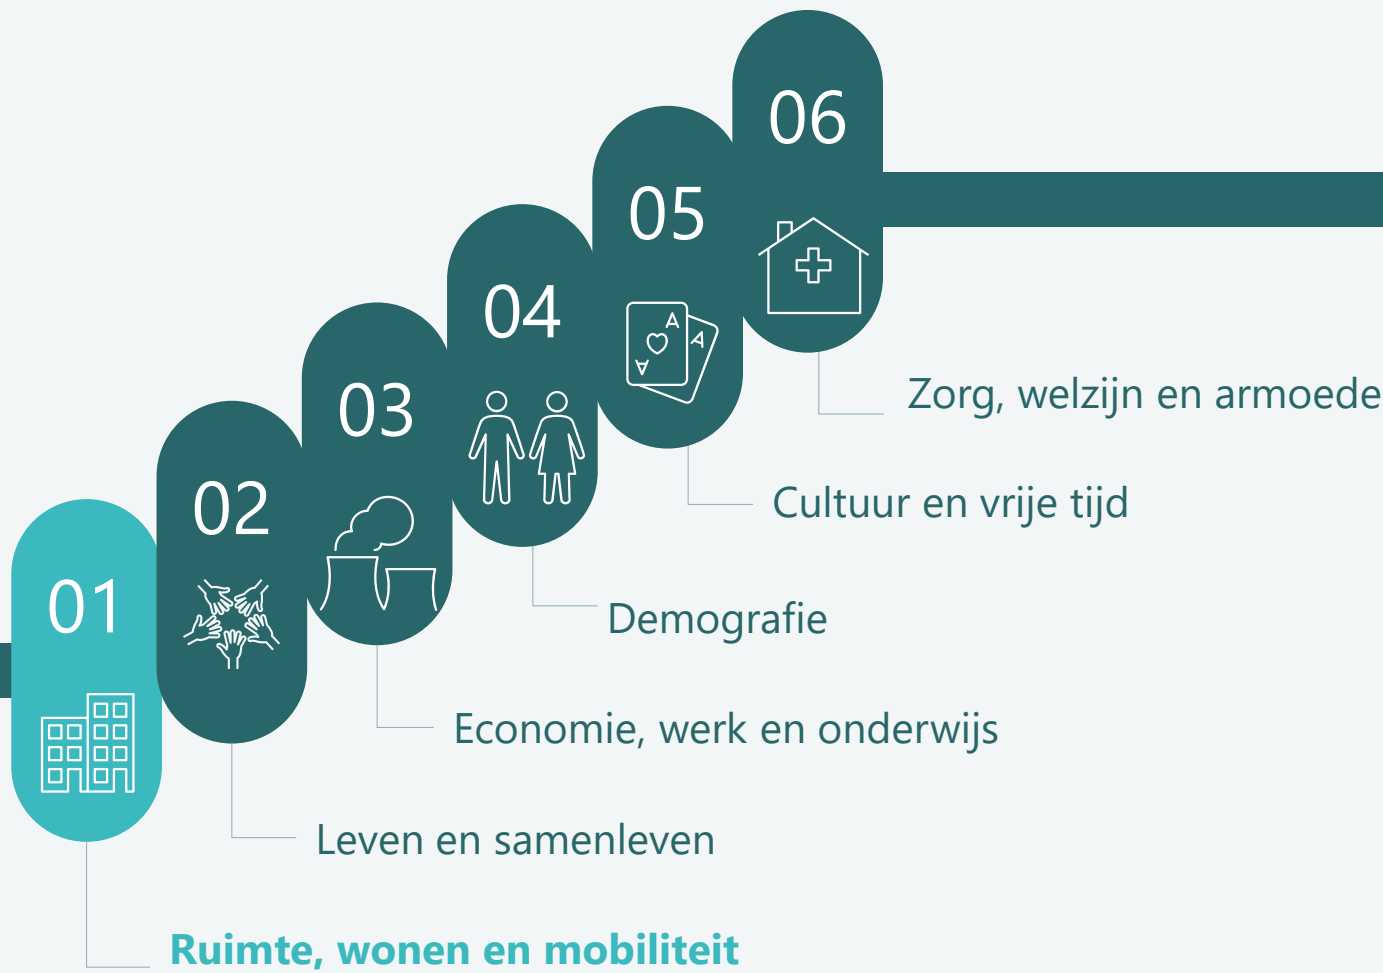 06
05
04
03
02
01
A
A
A
Zorg, welzijn en armoede
Cultuur en vrije tijd
Demografie
Economie, werk en onderwijs
Leven en samenleven
Ruimte, wonen en mobiliteit